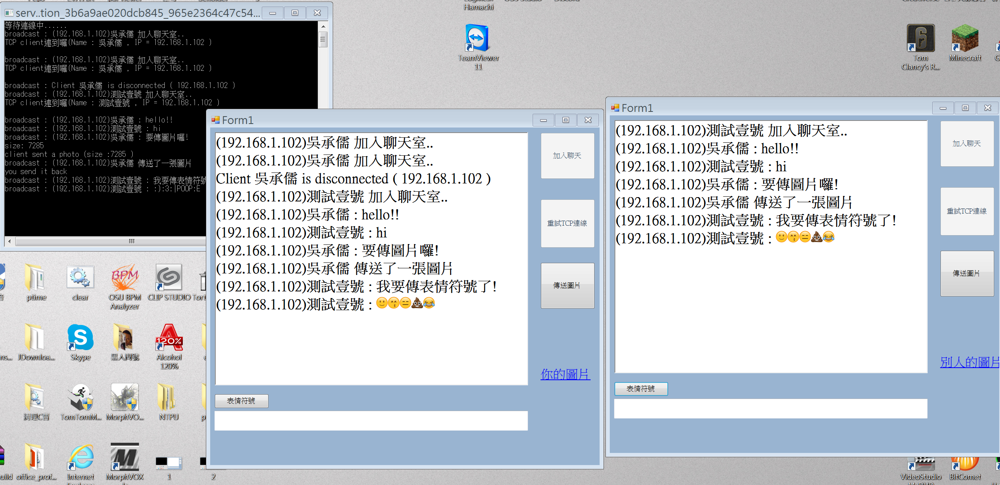 Hamachi
TeamViewer
11
Tom
Clancy's R...
Minecraft
serv..tion_3b6a9ae020dcb845_965e2364c47c54...
等待連線中......
broadcast : (192.168.1.102)吳承儒 加入聊天室..
TCP client連到囉(Name : 吳承儒 , IP = 192.168.1.102 )
broadcast : (192.168.1.102)吳承儒 加入聊天室..
TCP client連到囉(Name : 吳承儒 , IP = 192.168.1.102 )
broadcast : Client 吳承儒 is disconnected ( 192.168.1.102 )
broadcast : (192.168.1.102)測試壹號 加入聊天室..
TCP client連到囉(Name : 測試壹號 , IP = 192.168.1.102 )
broadcast : (192.168.1.102)吳承儒 : hello!!
broadcast : (192.168.1.102)測試壹號 : hi
broadcast : (192.168.1.102)吳承儒 : 要傳圖片囉!
size: 7285
client sent a photo (size :7285 )
broadcast : (192.168.1.102)吳承儒 傳送了一張圖片
you send it back
broadcast : (192.168.1.102)測試壹號 : 我要傳表情符號
broadcast : (192.168.1.102)測試壹號 : :):3:|POOP:E
Form1
(192.168.1.102)吳承儒 加入聊天室..
(192.168.1.102)吳承儒 加入聊天室..
Client 吳承儒 is disconnected ( 192.168.1.102 )
(192.168.1.102)測試壹號 加入聊天室..
(192.168.1.102)吳承儒 : hello!!
(192.168.1.102)測試壹號 : hi
(192.168.1.102)吳承儒 : 要傳圖片囉!
(192.168.1.102)吳承儒 傳送了一張圖片
(192.168.1.102)測試壹號 : 我要傳表情符號了!
(192.168.1.102)測試壹號 : 🙂😙😑💩😂
加入聊天
重試TCP連線
傳送圖片
你的圖片
表情符號
Form1
(192.168.1.102)測試壹號 加入聊天室..
(192.168.1.102)吳承儒 : hello!!
(192.168.1.102)測試壹號 : hi
(192.168.1.102)吳承儒 : 要傳圖片囉!
(192.168.1.102)吳承儒 傳送了一張圖片
(192.168.1.102)測試壹號 : 我要傳表情符號了!
(192.168.1.102)測試壹號 : 🙂😙😑💩😂
加入聊天
重試TCP連線
傳送圖片
別人的圖片
表情符號
ptime
clear
BPM
OSU BPM
Analyzer
CLIP STUDIO
Tort
ns...
JDownloa...
Skype
黑人問號
120%
Alcohol
120%
清理C曹
TomTomM...
MorphVO...
NTPU
uild
office_prof...
Internet
Explorer
MorphVOX
1
2
VideoStudio
MyDVD
BitComet